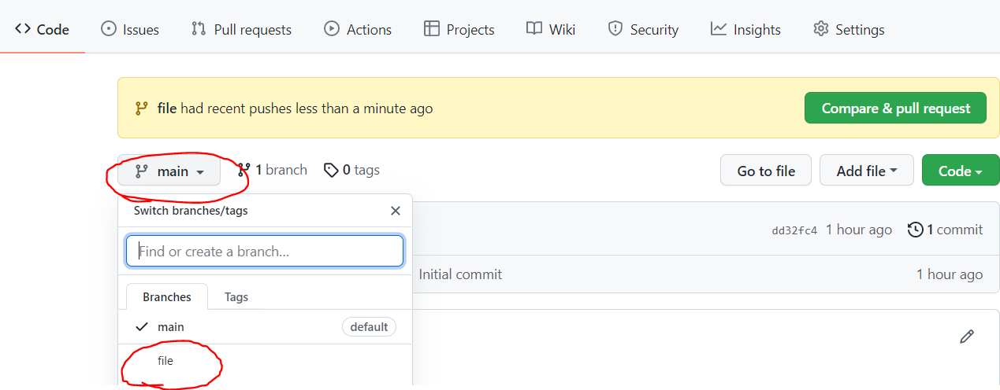 Code Issues Pull requests Actions Projects Wiki Security Insights Settings
file had recent pushes less than a minute ago Compare & pull request
main 1 branch 0 tags Go to file Add file Code
Switch branches/tags
dd32fc4 1 hour ago 1 commit
Find or create a branch...
Initial commit 1 hour ago
Branches Tags
main default
file